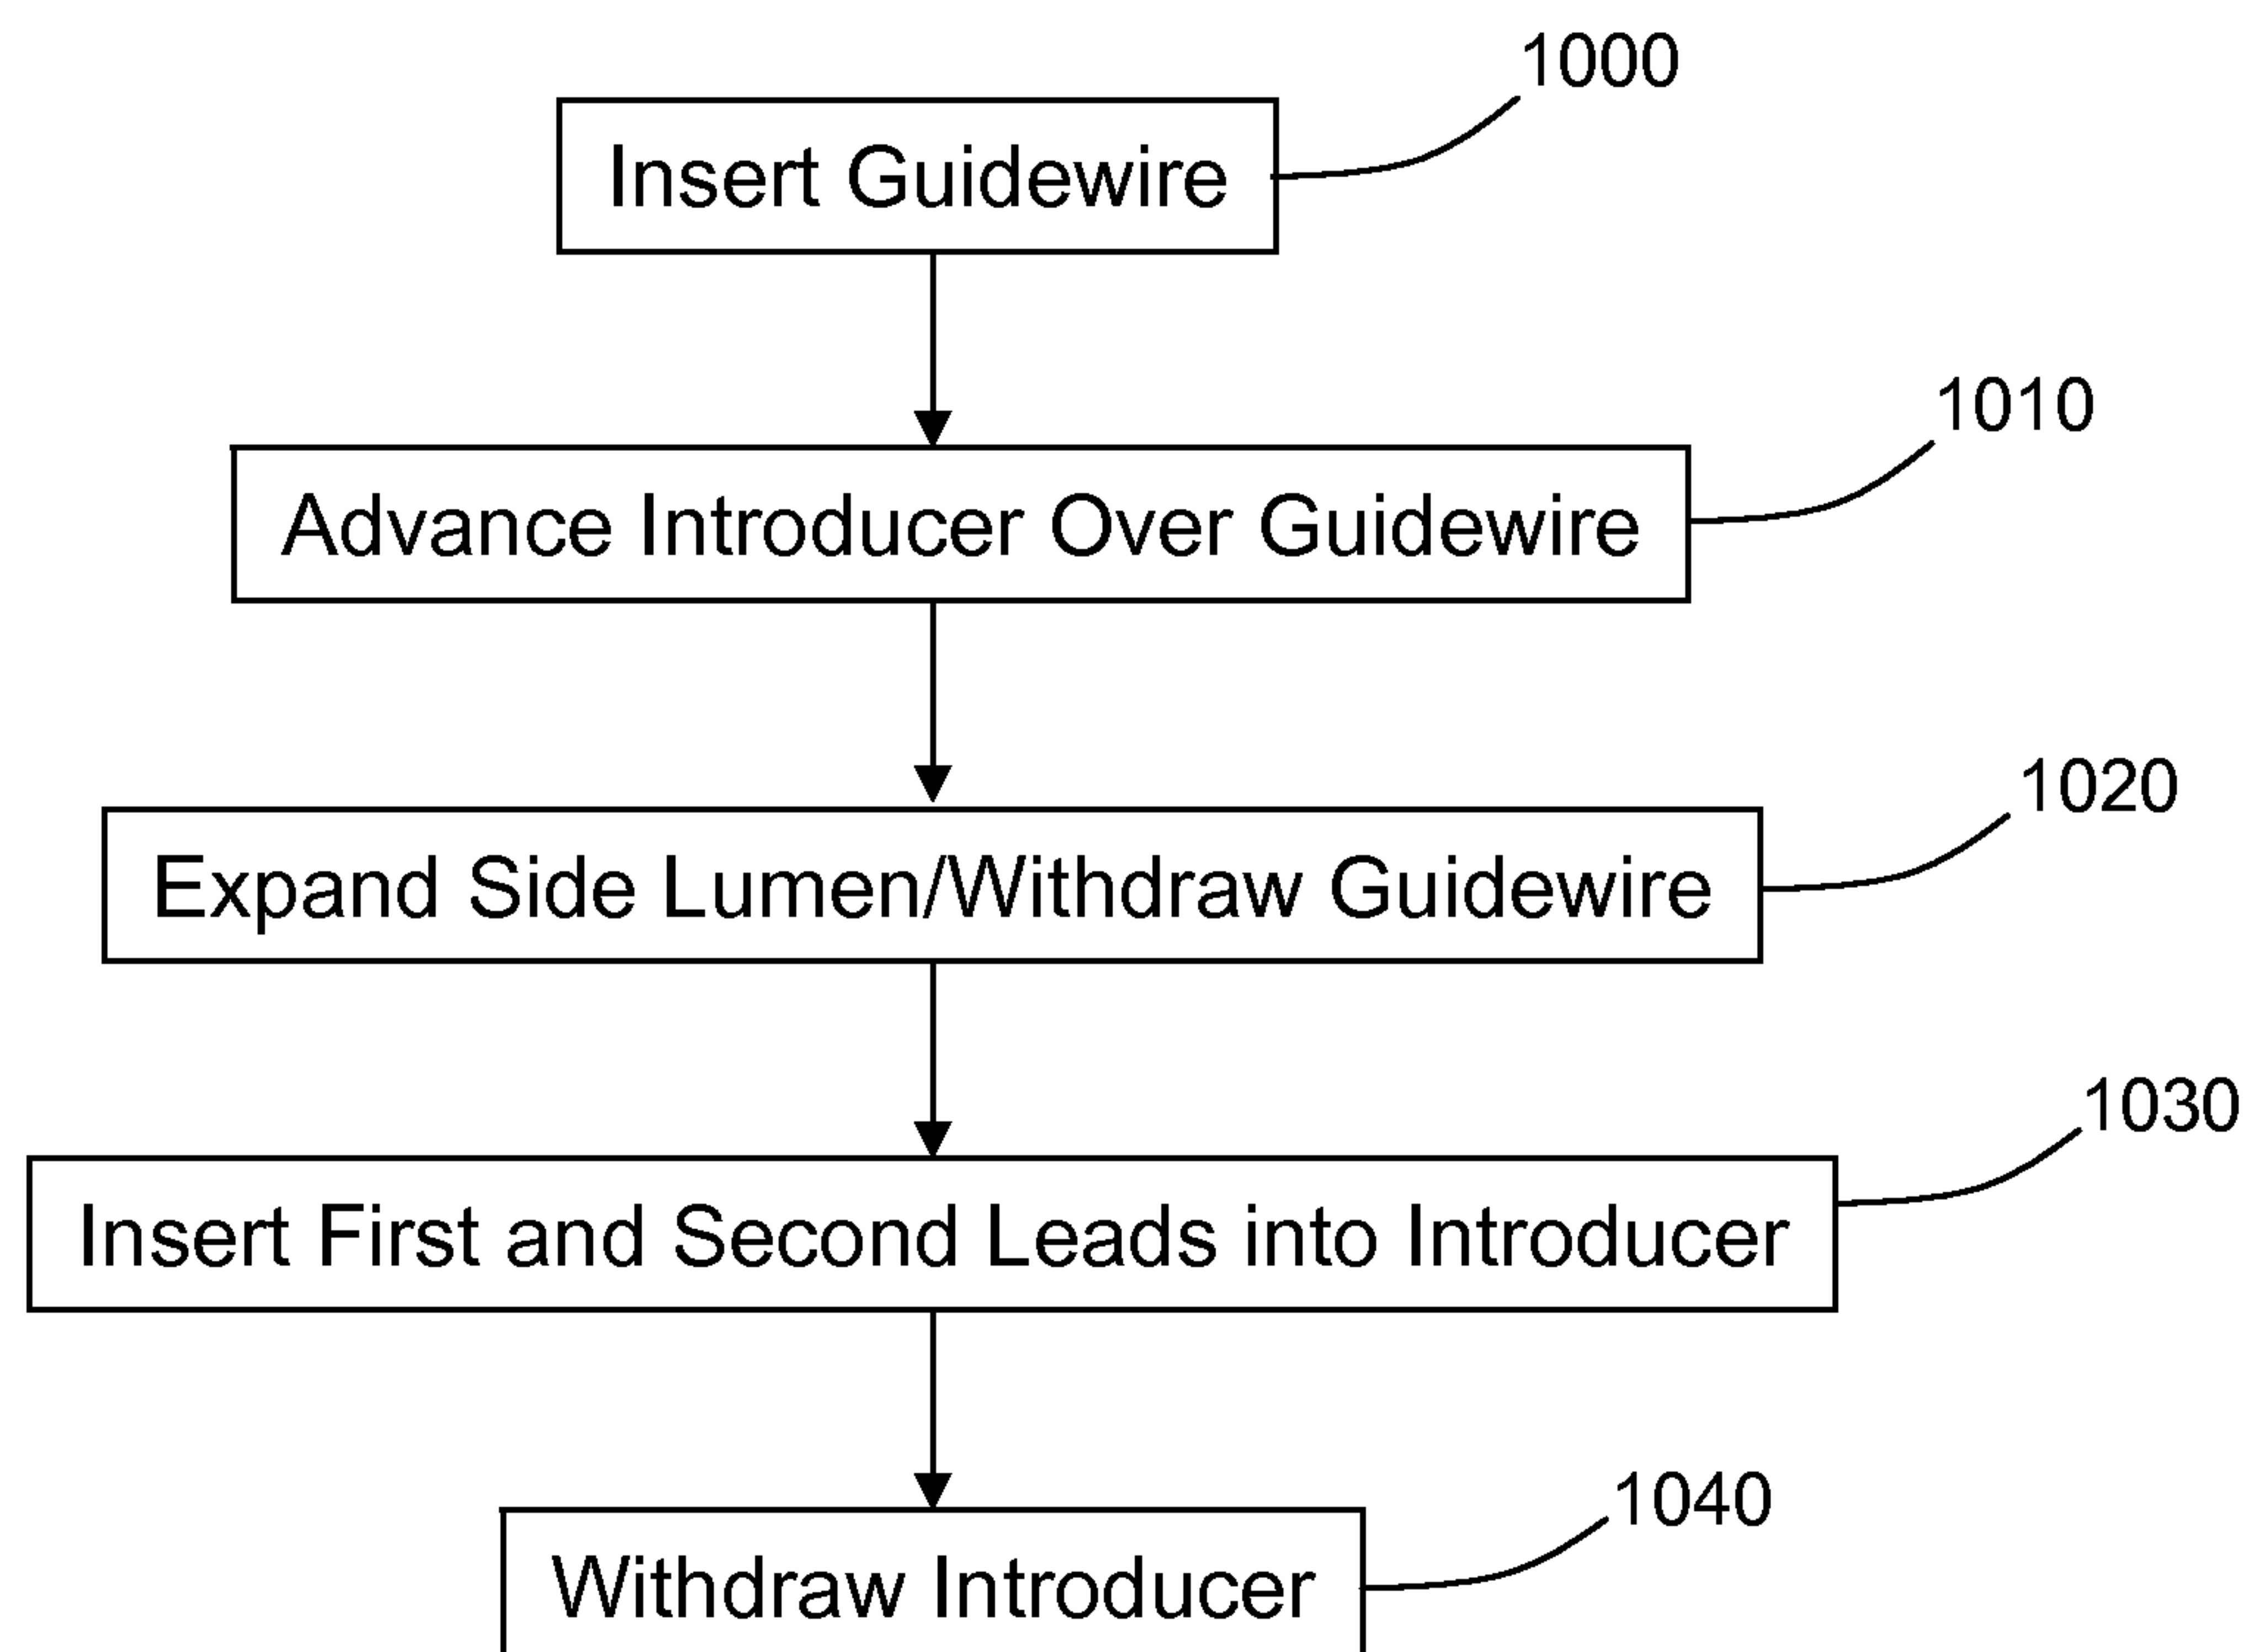 1000
Insert Guidewire
1010
Advance Introducer Over Guidewire
1020
Expand Side Lumen/Withdraw Guidewire
1030
Insert First and Second Leads into Introducer
1040
Withdraw Introducer